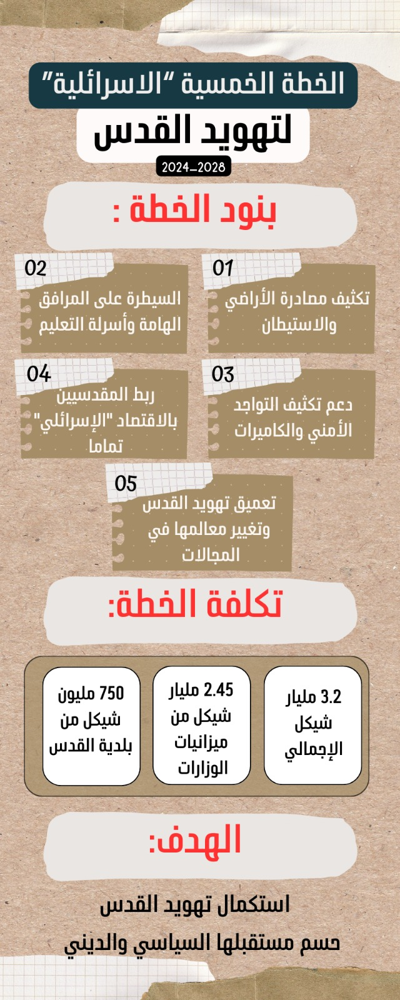 الخطة الخمسية “الاسرائلية”
لتهويد القدس
2024–2028
بنود الخطة :
01
تكثيف مصادرة الأراضي
والاستيطان
02
السيطرة على المرافق
الهامة وأسرلة التعليم
03
دعم تكثيف التواجد
الأمني والكاميرات
04
ربط المقدسيين
بالاقتصاد "الإسرائلي"
تماما
05
تعميق تهويد القدس
وتغيير معالمها في
المجالات
تكلفة الخطة:
3.2 مليار
شيكل
الإجمالي
2.45 مليار
شيكل من
ميزانيات
الوزارات
750 مليون
شيكل من
بلدية القدس
الهدف:
استكمال تهويد القدس
حسم مستقبلها السياسي والديني